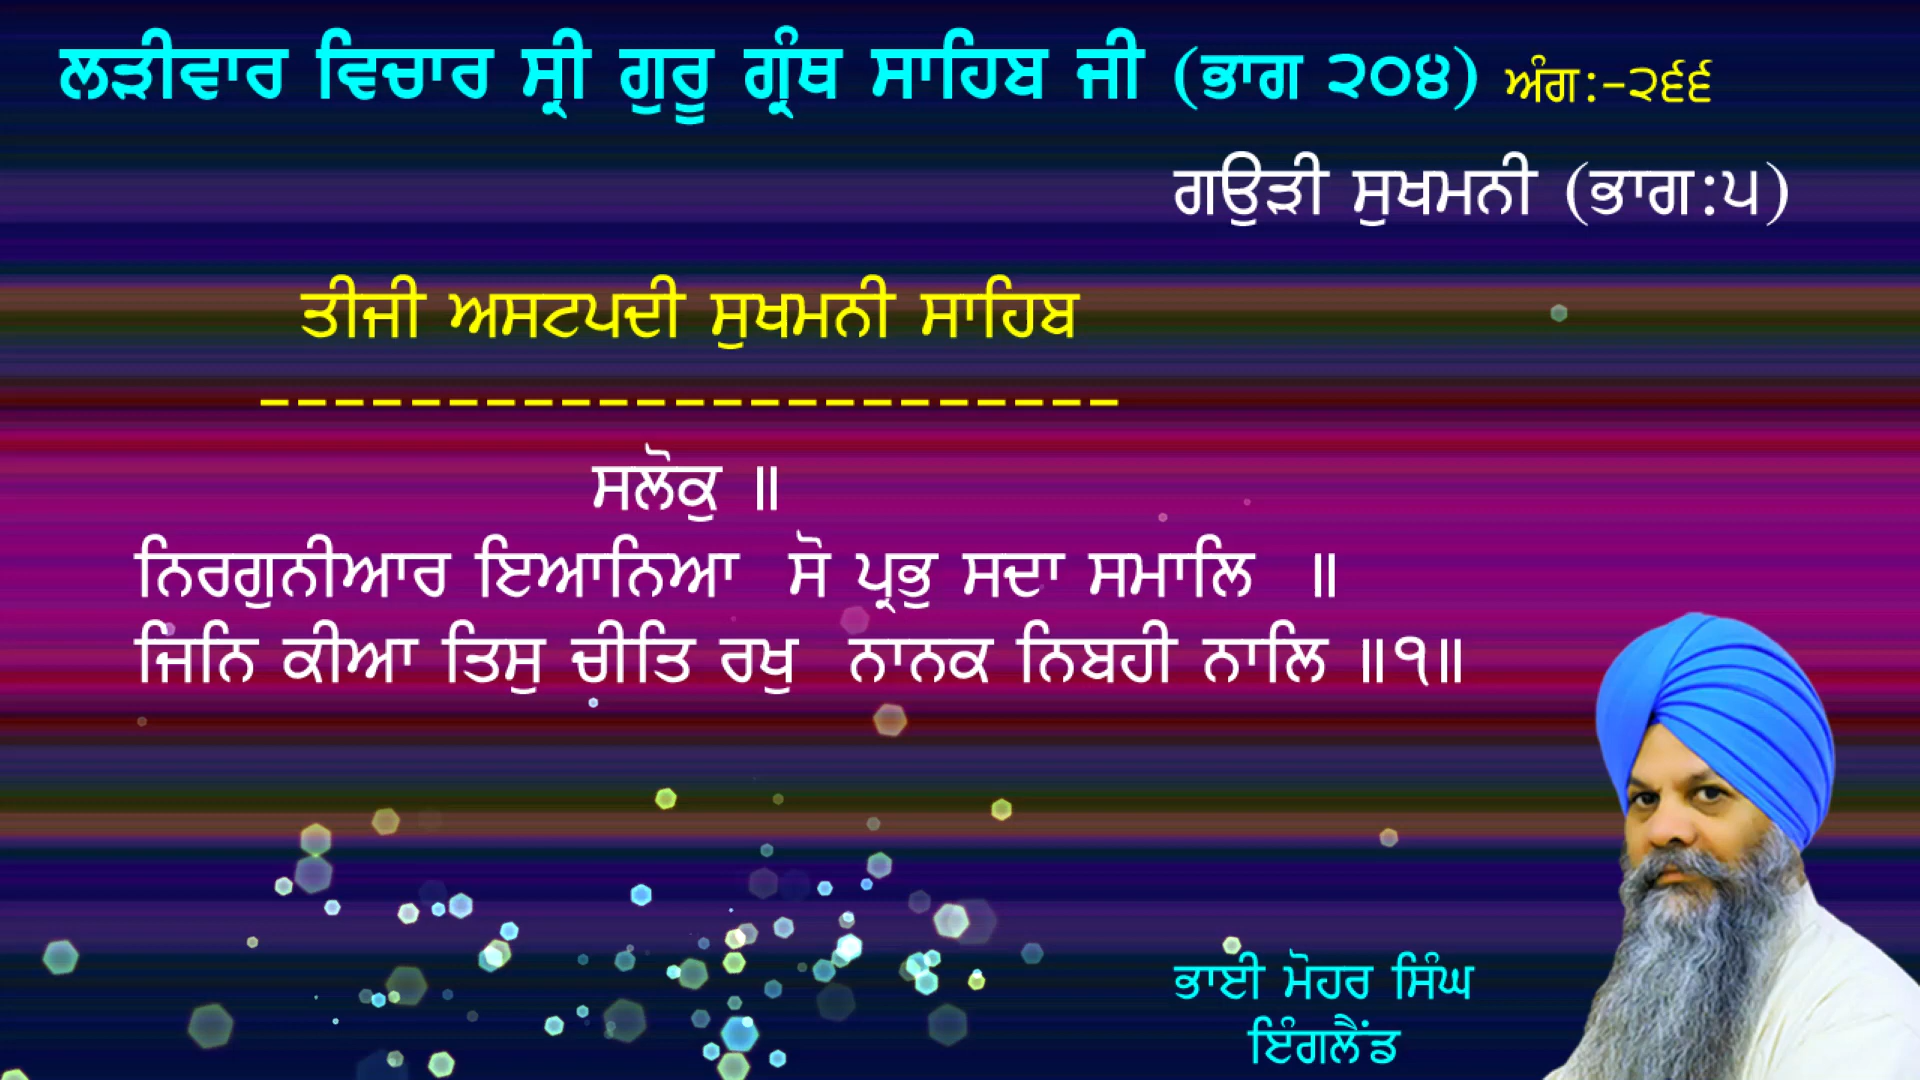 ਲੜੀਵਾਰ ਵਿਚਾਰ ਸ੍ਰੀ ਗੁਰੂ ਗ੍ਰੰਥ ਸਾਹਿਬ ਜੀ (ਭਾਗ ੨੦੪) ਅੰਗ:-੨੬੬
ਗਉੜੀ ਸੁਖਮਨੀ (ਭਾਗ:੫)
ਤੀਜੀ ਅਸਟਪਦੀ ਸੁਖਮਨੀ ਸਾਹਿਬ
-----------------------
ਸਲੋਕੁ ॥
ਨਿਰਗੁਨੀਆਰ ਇਆਨਿਆ ਸੋ ਪ੍ਰਭੁ ਸਦਾ ਸਮਾਲਿ ॥
ਜਿਨਿ ਕੀਆ ਤਿਸੁ ਚੀਤਿ ਰਖੁ ਨਾਨਕ ਨਿਬਹੀ ਨਾਲਿ ॥੧॥
ਭਾਈ ਮੋਹਰ ਸਿੰਘ
ਇੰਗਲੈਂਡ